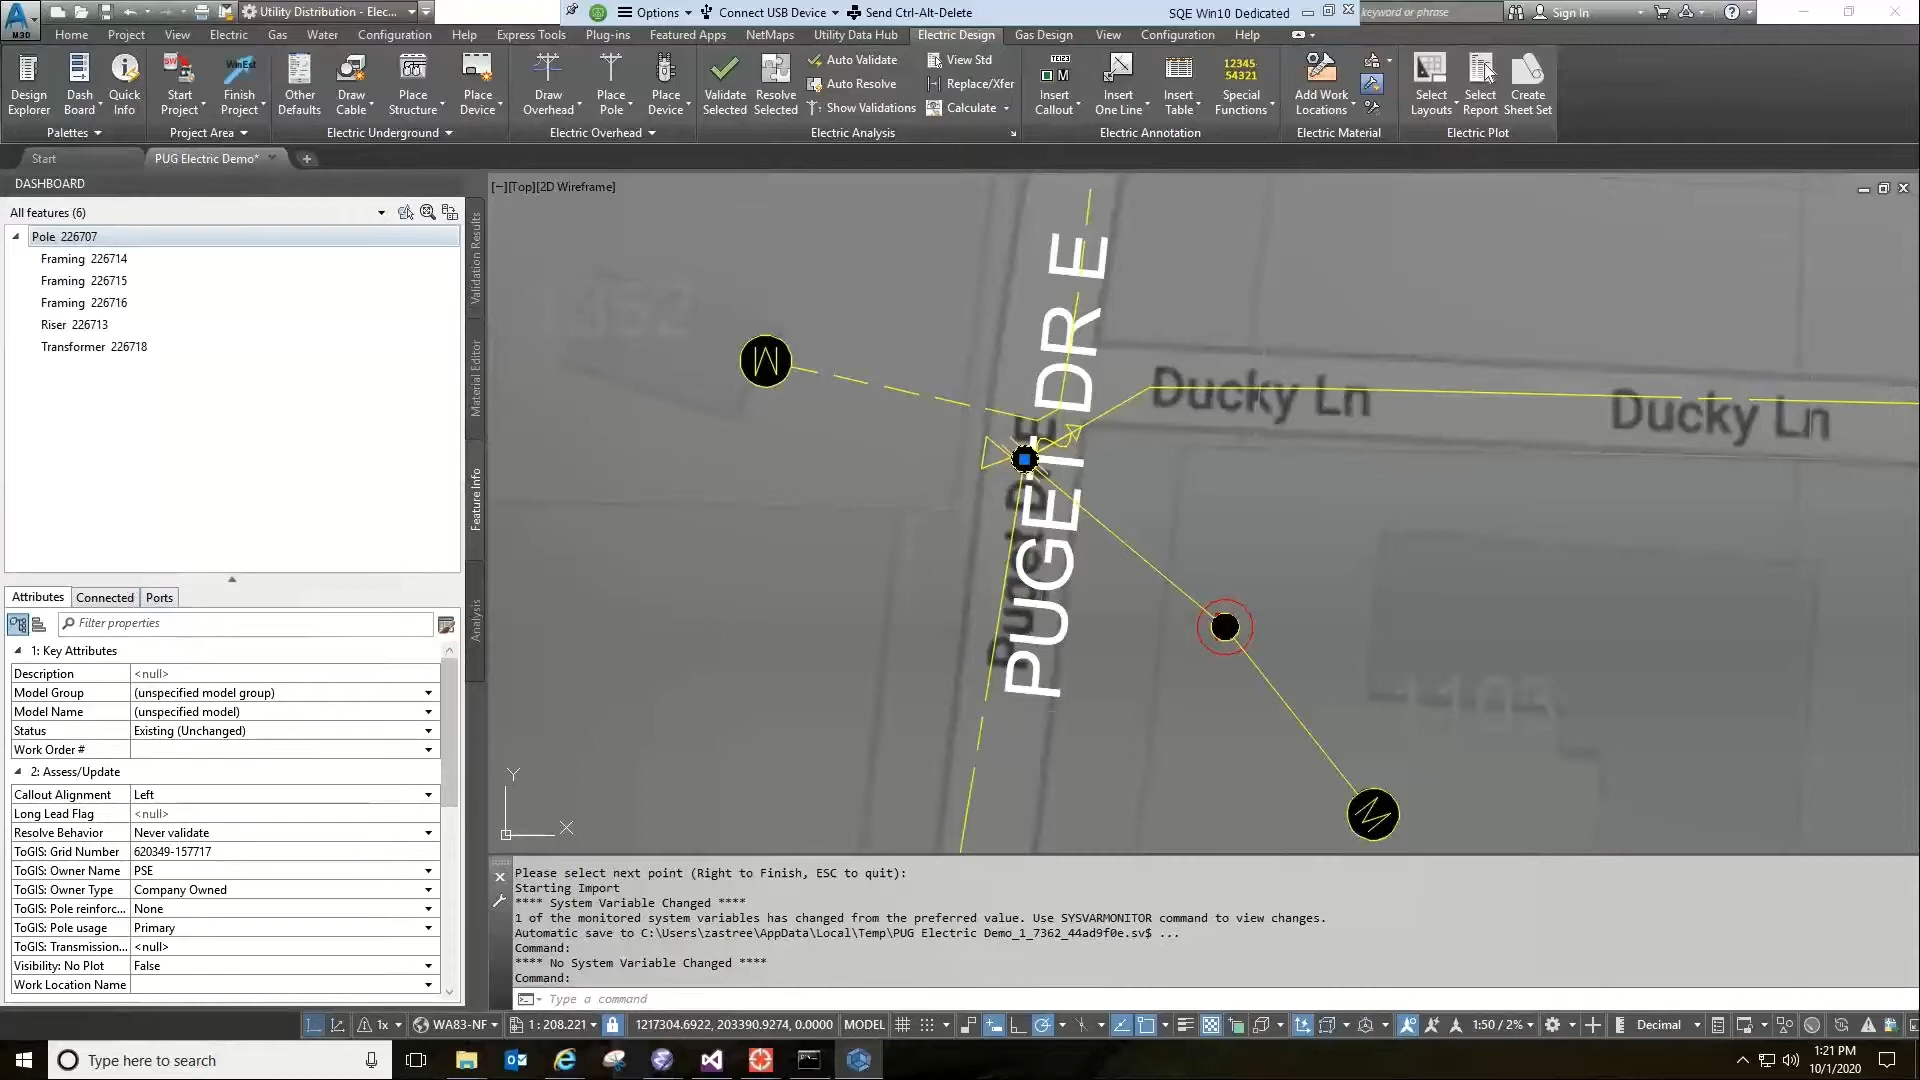 Utility Distribution - Elec...
Options
Connect USB Device
Send Ctrl-Alt-Delete
SQE Win10 Dedicated
keyword or phrase
Sign In
M3D
Home Project View Electric Gas Water Configuration Help Express Tools Plug-ins Featured Apps NetMaps Utility Data Hub Electric Design Gas Design View Configuration Help
Design Explorer
Dash Board
Quick Info
Palettes
Start Project
WinEst
Finish Project
Project Area
Other Defaults
Draw Cable
Place Structure
Place Device
Electric Underground
Draw Overhead
Place Pole
Place Device
Electric Overhead
Validate Selected
Resolve Selected
Auto Validate
Auto Resolve
Show Validations
View Std
Replace/Xfer
Calculate
Electric Analysis
Insert Callout
Insert One Line
Insert Table
12345
54321
Special Functions
Electric Annotation
Add Work Locations
Electric Material
Select Layouts
Select Report
Create Sheet Set
Electric Plot
Start
PUG Electric Demo*
DASHBOARD
All features (6)
Pole 226707
Framing 226714
Framing 226715
Framing 226716
Riser 226713
Transformer 226718
Validation Results
Material Editor
Feature Info
Analysis
Attributes Connected Ports
Filter properties
1: Key Attributes
Description <null>
Model Group (unspecified model group)
Model Name (unspecified model)
Status Existing (Unchanged)
Work Order #
2: Assess/Update
Callout Alignment Left
Long Lead Flag <null>
Resolve Behavior Never validate
ToGIS: Grid Number 620349-157717
ToGIS: Owner Name PSE
ToGIS: Owner Type Company Owned
ToGIS: Pole reinforc... None
ToGIS: Pole usage Primary
ToGIS: Transmission... <null>
Visibility: No Plot False
Work Location Name
[−][Top][2D Wireframe]
PUGET DR E
Ducky Ln
Ducky Ln
M
M
1105
Y
X
Please select next point (Right to Finish, ESC to quit):
Starting Import
**** System Variable Changed ****
1 of the monitored system variables has changed from the preferred value. Use SYSVARMONITOR command to view changes.
Automatic save to C:\Users\zastree\AppData\Local\Temp\PUG Electric Demo_1_7362_44ad9f0e.sv$ ...
Command:
**** No System Variable Changed ****
Command:
Type a command
1x
WA83-NF
1 : 208.221
1217304.6922, 203390.9274, 0.0000
MODEL
1:50 / 2%
Decimal
Type here to search
1:21 PM
10/1/2020